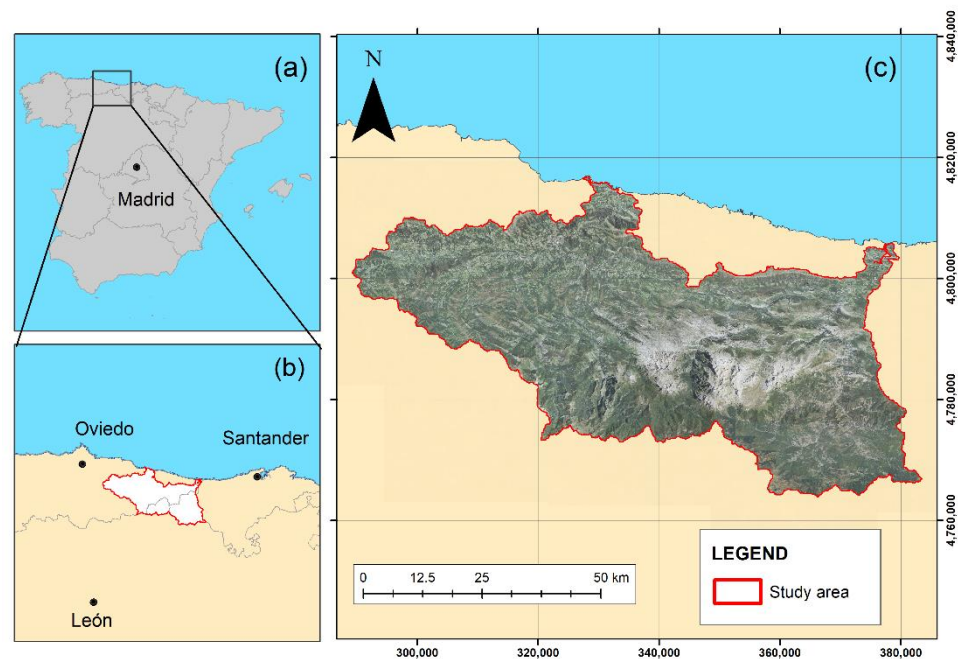 (a)
Madrid
(b)
Oviedo
Santander
León
(c)
N
4,840,000
4,820,000
4,800,000
4,780,000
4,760,000
LEGEND
Study area
0 12.5 25 50 km
300,000 320,000 340,000 360,000 380,000